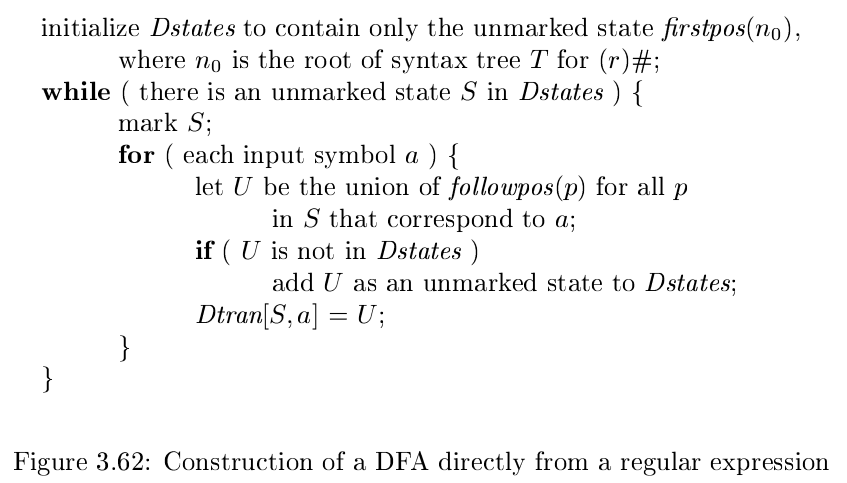 initialize Dstates to contain only the unmarked state firstpos(n₀),
where n₀ is the root of syntax tree T for (r)#;
while ( there is an unmarked state S in Dstates ) {
mark S;
for ( each input symbol a ) {
let U be the union of followpos(p) for all p
in S that correspond to a;
if ( U is not in Dstates )
add U as an unmarked state to Dstates;
Dtran[S, a] = U;
}
}
Figure 3.62: Construction of a DFA directly from a regular expression